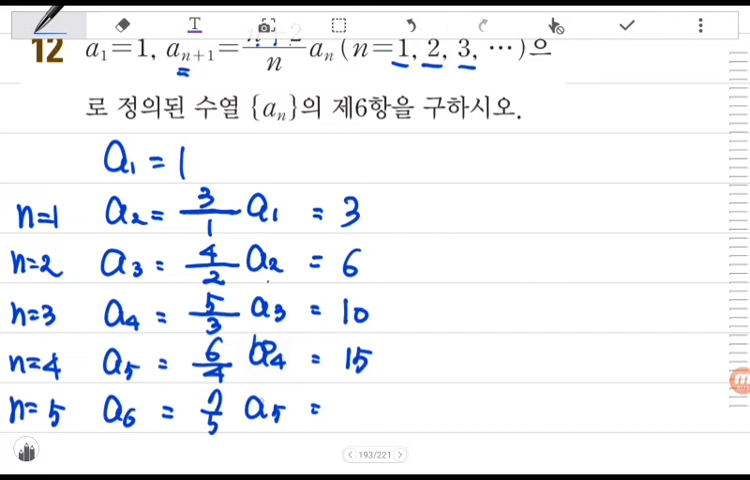 12 a₁=1, aₙ₊₁= n+2/n aₙ (n=1, 2, 3, ⋯)으
로 정의된 수열 {aₙ}의 제6항을 구하시오.
a₁ = 1
n=1 a₂= 3/1 a₁ = 3
n=2 a₃ = 4/2 a₂ = 6
n=3 a₄ = 5/3 a₃ = 10
n=4 a₅ = 6/4 a₄ = 15
n=5 a₆ = 7/5 a₅ =
193/221